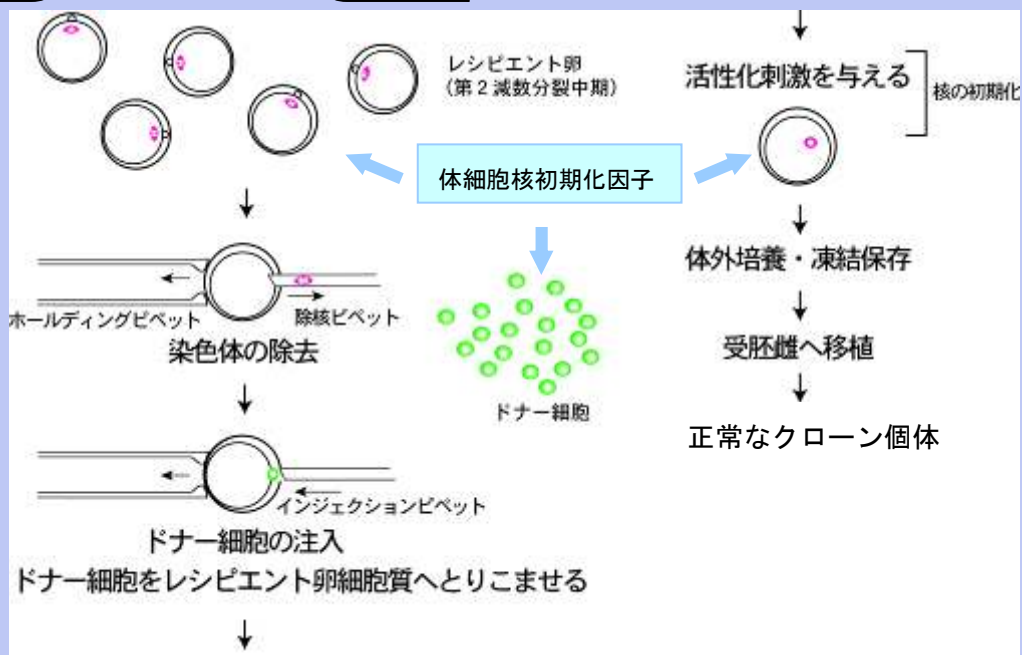 レシピエント卵
(第2減数分裂中期)
体細胞核初期化因子
ホールディングピペット
除核ピペット
染色体の除去
ドナー細胞
インジェクションピペット
ドナー細胞の注入
ドナー細胞をレシピエント卵細胞質へとりこませる
活性化刺激を与える
核の初期化
体外培養・凍結保存
受胚雌へ移植
正常なクローン個体